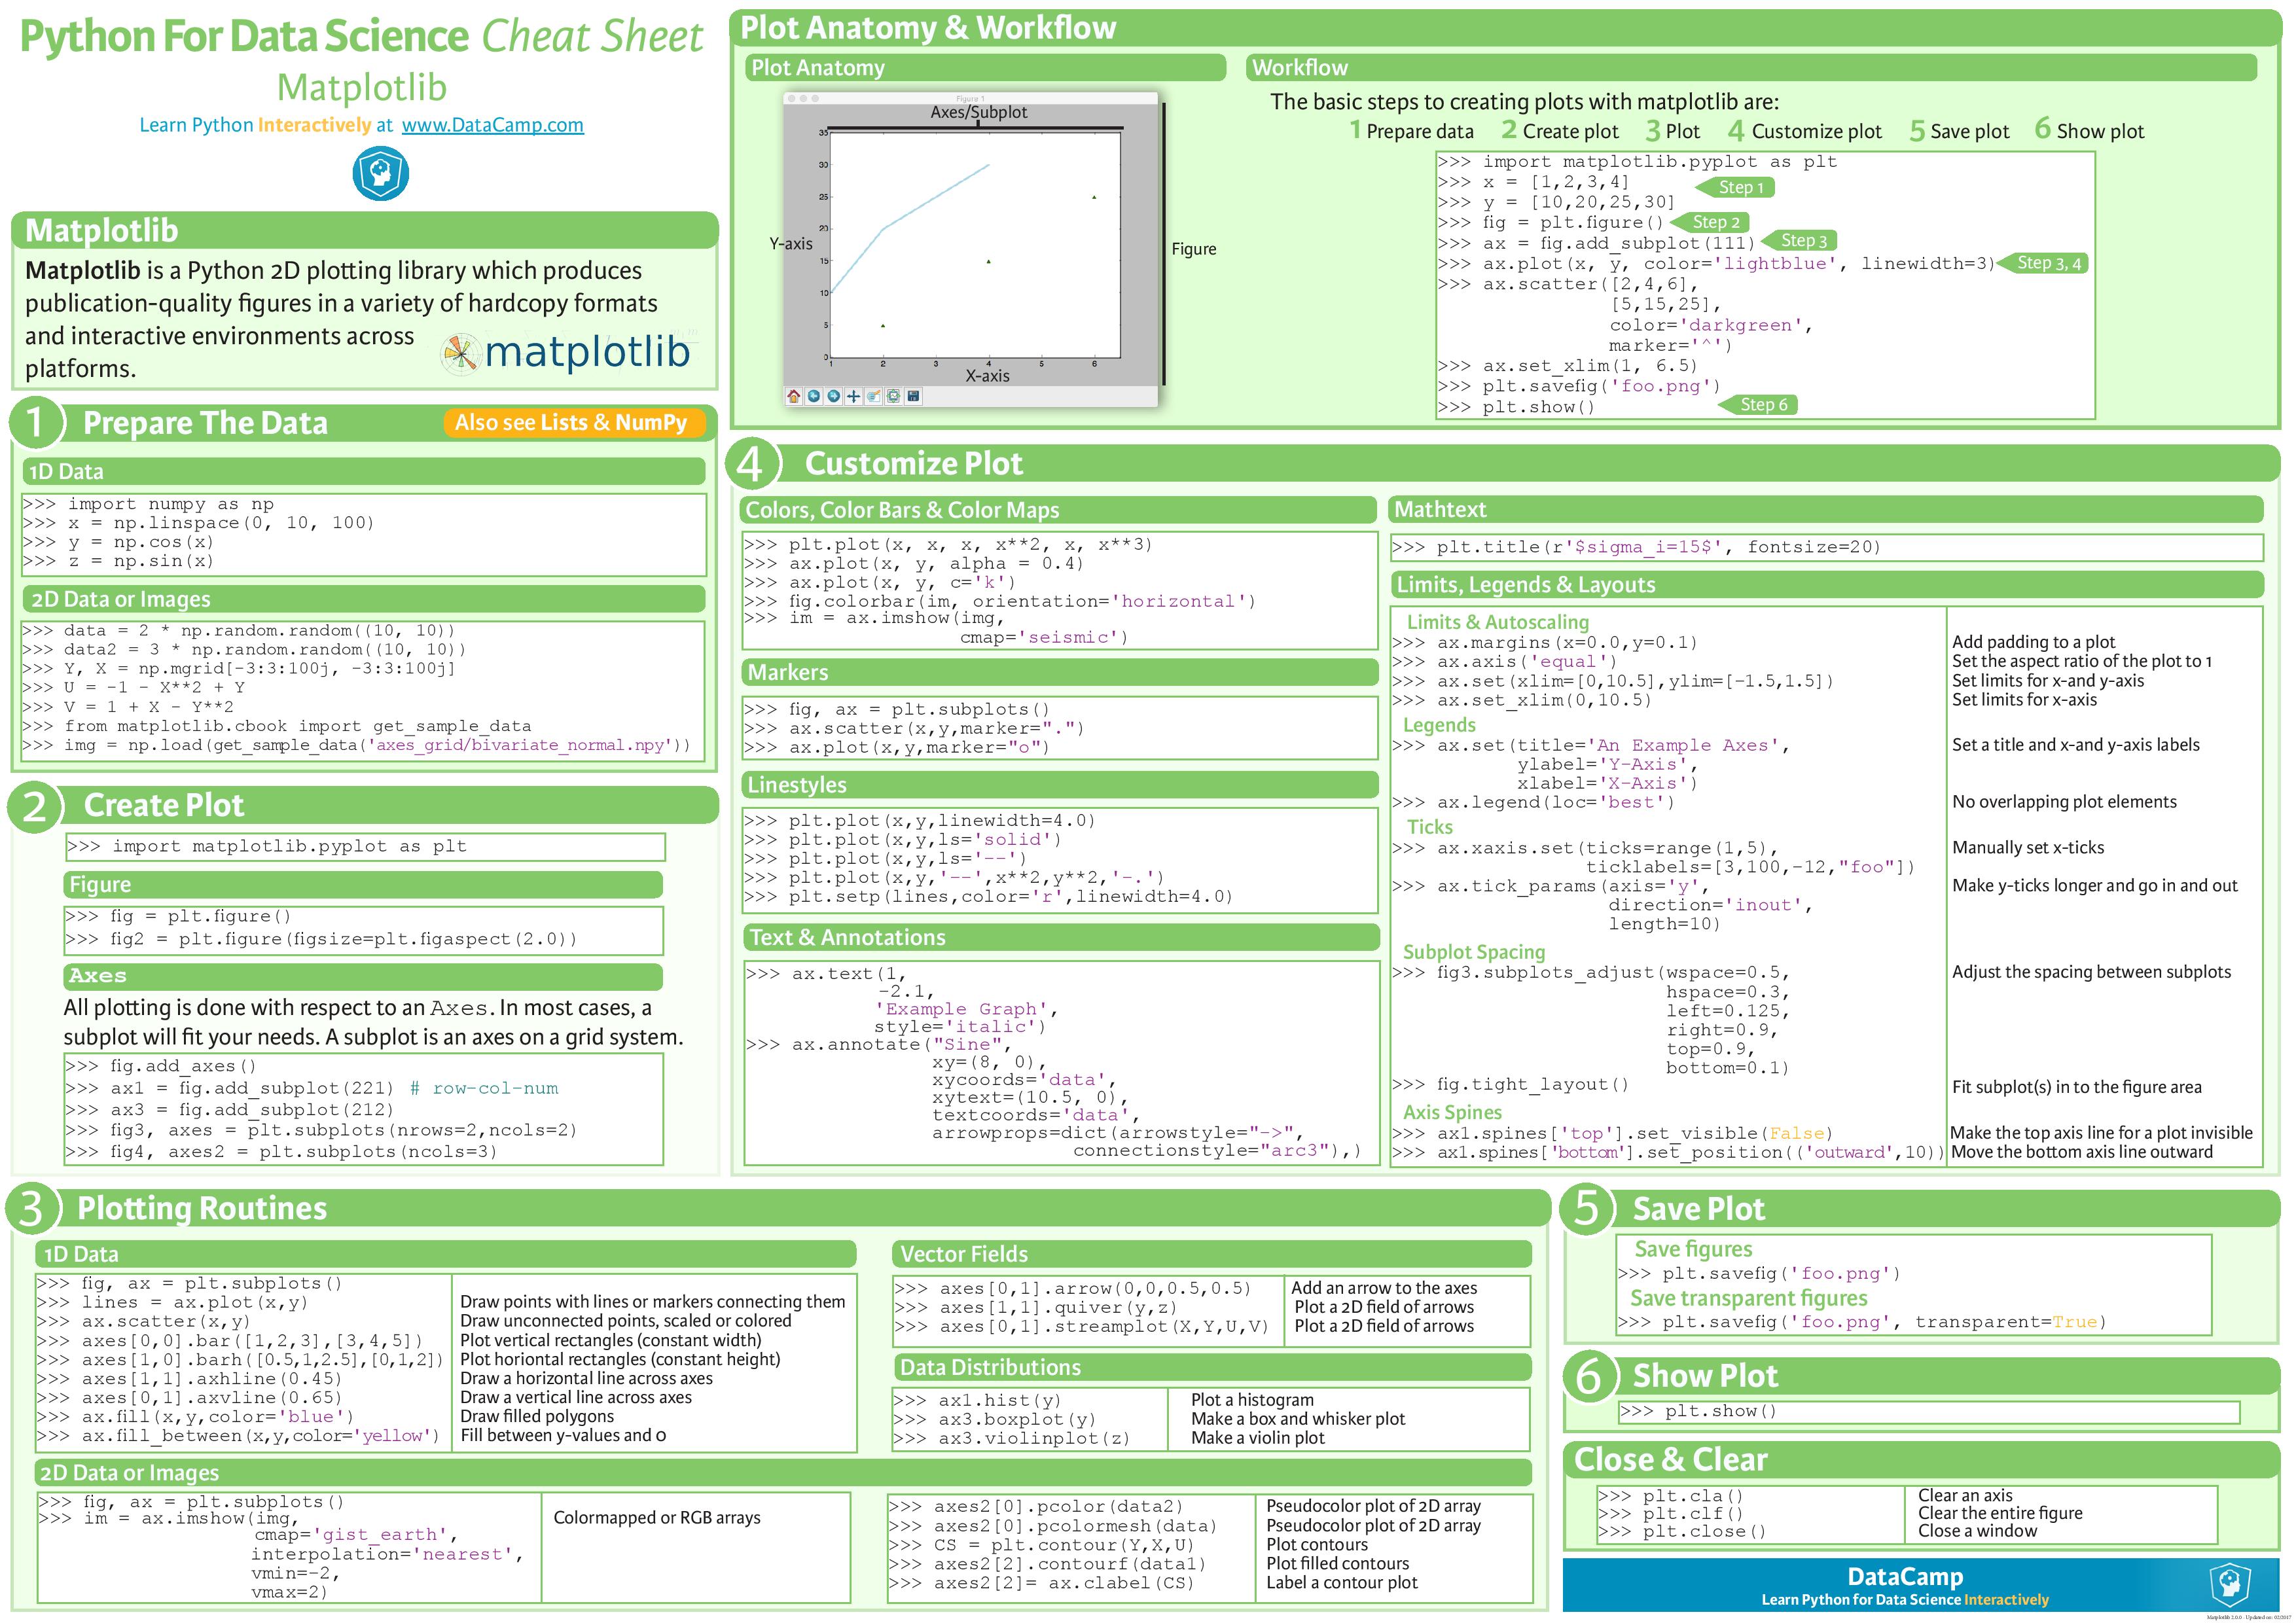 Python For Data Science Cheat Sheet
Matplotlib
Learn Python Interactively at www.DataCamp.com
Matplotlib
Matplotlib is a Python 2D plotting library which produces
publication-quality figures in a variety of hardcopy formats
and interactive environments across
platforms.
matplotlib
1 Prepare The Data
Also see Lists & NumPy
1D Data
>>> import numpy as np
>>> x = np.linspace(0, 10, 100)
>>> y = np.cos(x)
>>> z = np.sin(x)
2D Data or Images
>>> data = 2 * np.random.random((10, 10))
>>> data2 = 3 * np.random.random((10, 10))
>>> Y, X = np.mgrid[-3:3:100j, -3:3:100j]
>>> U = -1 - X**2 + Y
>>> V = 1 + X - Y**2
>>> from matplotlib.cbook import get_sample_data
>>> img = np.load(get_sample_data('axes_grid/bivariate_normal.npy'))
2 Create Plot
>>> import matplotlib.pyplot as plt
Figure
>>> fig = plt.figure()
>>> fig2 = plt.figure(figsize=plt.figaspect(2.0))
Axes
All plotting is done with respect to an Axes. In most cases, a
subplot will fit your needs. A subplot is an axes on a grid system.
>>> fig.add_axes()
>>> ax1 = fig.add_subplot(221) # row-col-num
>>> ax3 = fig.add_subplot(212)
>>> fig3, axes = plt.subplots(nrows=2,ncols=2)
>>> fig4, axes2 = plt.subplots(ncols=3)
Plot Anatomy & Workflow
Plot Anatomy
Figure 1
Axes/Subplot
35
30
25
20
Y-axis
15
10
5
0
1 2 3 4 5 6
X-axis
Figure
Workflow
The basic steps to creating plots with matplotlib are:
1 Prepare data 2 Create plot 3 Plot 4 Customize plot 5 Save plot 6 Show plot
>>> import matplotlib.pyplot as plt
>>> x = [1,2,3,4]
Step 1
>>> y = [10,20,25,30]
>>> fig = plt.figure() Step 2
>>> ax = fig.add_subplot(111) Step 3
>>> ax.plot(x, y, color='lightblue', linewidth=3) Step 3, 4
>>> ax.scatter([2,4,6],
[5,15,25],
color='darkgreen',
marker='^')
>>> ax.set_xlim(1, 6.5)
>>> plt.savefig('foo.png')
>>> plt.show() Step 6
4 Customize Plot
Colors, Color Bars & Color Maps
>>> plt.plot(x, x, x, x**2, x, x**3)
>>> ax.plot(x, y, alpha = 0.4)
>>> ax.plot(x, y, c='k')
>>> fig.colorbar(im, orientation='horizontal')
>>> im = ax.imshow(img,
cmap='seismic')
Markers
>>> fig, ax = plt.subplots()
>>> ax.scatter(x,y,marker=".")
>>> ax.plot(x,y,marker="o")
Linestyles
>>> plt.plot(x,y,linewidth=4.0)
>>> plt.plot(x,y,ls='solid')
>>> plt.plot(x,y,ls='--')
>>> plt.plot(x,y,'--',x**2,y**2,'-.')
>>> plt.setp(lines,color='r',linewidth=4.0)
Text & Annotations
>>> ax.text(1,
-2.1,
'Example Graph',
style='italic')
>>> ax.annotate("Sine",
xy=(8, 0),
xycoords='data',
xytext=(10.5, 0),
textcoords='data',
arrowprops=dict(arrowstyle="->",
connectionstyle="arc3"),)
Mathtext
>>> plt.title(r'$sigma_i=15$', fontsize=20)
Limits, Legends & Layouts
Limits & Autoscaling
>>> ax.margins(x=0.0,y=0.1) Add padding to a plot
>>> ax.axis('equal') Set the aspect ratio of the plot to 1
>>> ax.set(xlim=[0,10.5],ylim=[-1.5,1.5]) Set limits for x-and y-axis
>>> ax.set_xlim(0,10.5) Set limits for x-axis
Legends
>>> ax.set(title='An Example Axes', Set a title and x-and y-axis labels
ylabel='Y-Axis',
xlabel='X-Axis')
>>> ax.legend(loc='best') No overlapping plot elements
Ticks
>>> ax.xaxis.set(ticks=range(1,5), Manually set x-ticks
ticklabels=[3,100,-12,"foo"])
>>> ax.tick_params(axis='y', Make y-ticks longer and go in and out
direction='inout',
length=10)
Subplot Spacing
>>> fig3.subplots_adjust(wspace=0.5, Adjust the spacing between subplots
hspace=0.3,
left=0.125,
right=0.9,
top=0.9,
bottom=0.1)
>>> fig.tight_layout() Fit subplot(s) in to the figure area
Axis Spines
>>> ax1.spines['top'].set_visible(False) Make the top axis line for a plot invisible
>>> ax1.spines['bottom'].set_position(('outward',10)) Move the bottom axis line outward
3 Plotting Routines
1D Data
>>> fig, ax = plt.subplots()
>>> lines = ax.plot(x,y) Draw points with lines or markers connecting them
>>> ax.scatter(x,y) Draw unconnected points, scaled or colored
>>> axes[0,0].bar([1,2,3],[3,4,5]) Plot vertical rectangles (constant width)
>>> axes[1,0].barh([0.5,1,2.5],[0,1,2]) Plot horiontal rectangles (constant height)
>>> axes[1,1].axhline(0.45) Draw a horizontal line across axes
>>> axes[0,1].axvline(0.65) Draw a vertical line across axes
>>> ax.fill(x,y,color='blue') Draw filled polygons
>>> ax.fill_between(x,y,color='yellow') Fill between y-values and 0
Vector Fields
>>> axes[0,1].arrow(0,0,0.5,0.5) Add an arrow to the axes
>>> axes[1,1].quiver(y,z) Plot a 2D field of arrows
>>> axes[0,1].streamplot(X,Y,U,V) Plot a 2D field of arrows
Data Distributions
>>> ax1.hist(y) Plot a histogram
>>> ax3.boxplot(y) Make a box and whisker plot
>>> ax3.violinplot(z) Make a violin plot
2D Data or Images
>>> fig, ax = plt.subplots()
>>> im = ax.imshow(img, Colormapped or RGB arrays
cmap='gist_earth',
interpolation='nearest',
vmin=-2,
vmax=2)
>>> axes2[0].pcolor(data2) Pseudocolor plot of 2D array
>>> axes2[0].pcolormesh(data) Pseudocolor plot of 2D array
>>> CS = plt.contour(Y,X,U) Plot contours
>>> axes2[2].contourf(data1) Plot filled contours
>>> axes2[2]= ax.clabel(CS) Label a contour plot
5 Save Plot
Save figures
>>> plt.savefig('foo.png')
Save transparent figures
>>> plt.savefig('foo.png', transparent=True)
6 Show Plot
>>> plt.show()
Close & Clear
>>> plt.cla() Clear an axis
>>> plt.clf() Clear the entire figure
>>> plt.close() Close a window
DataCamp
Learn Python for Data Science Interactively
Matplotlib 2.0.0 - Updated on: 02/2017